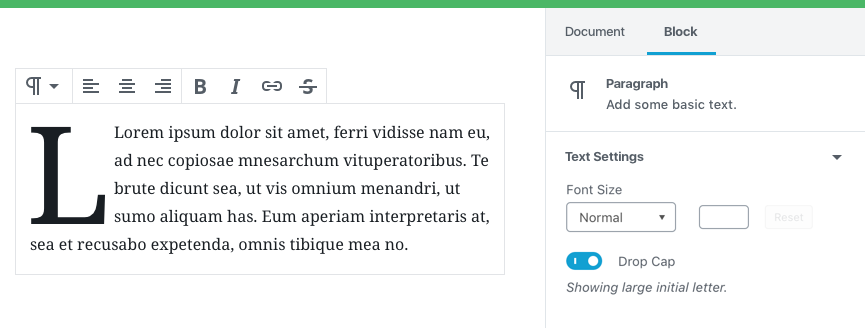 Document Block
B I S
Paragraph
Add some basic text.
Lorem ipsum dolor sit amet, ferri vidisse nam eu,
ad nec copiosae mnesarchum vituperatoribus. Te
brute dicunt sea, ut vis omnium menandri, ut
sumo aliquam has. Eum aperiam interpretaris at,
sea et recusabo expetenda, omnis tibique mea no.
Text Settings
Font Size
Normal Reset
Drop Cap
Showing large initial letter.